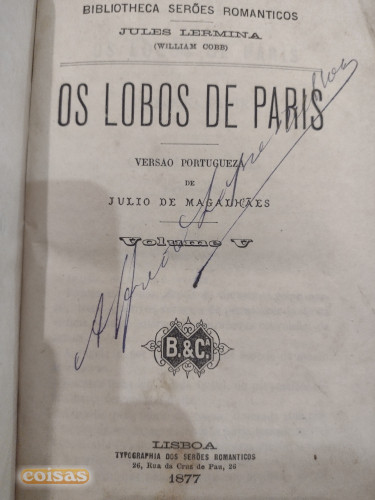 BIBLIOTHECA SERÕES ROMANTICOS
JULES LERMINA
(WILLIAM COBB)
OS LOBOS DE PARIS
VERSÃO PORTUGUEZA
DE
JULIO DE MAGALHÃES
Volume V
B. & C.ª
LISBOA
TYPOGRAPHIA DOS SERÕES ROMANTICOS
26, Rua da Cruz de Pau, 26
1877
coisas